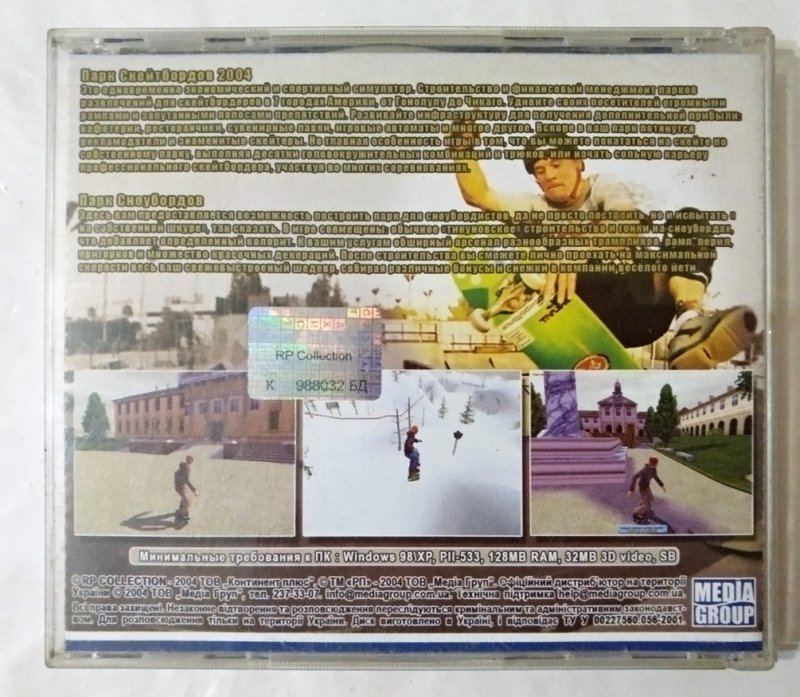 Парк Скейтбордов 2004
Это одновременно экономический и спортивный симулятор. Строительство и финансовый менеджмент парков
развлечений для скейтбордеров в 7 городах Америки, от Гонолулу до Чикаго. Удивите своих посетителей огромными
рампами и запутанными полосами препятствий. Развивайте инфраструктуру для получения дополнительной прибыли:
кафетерии, ресторанчики, сувенирные лавки, игровые автоматы и многое другое. Вскоре в ваш парк потянутся
рекламодатели и знаменитые скейтеры. Но главная особенность игры в том, что вы можете покататься на скейте по
собственному парку, выполняя десятки головокружительных комбинаций и трюков, или начать сольную карьеру
профессионального скейтбордера, участвуя во многих соревнованиях.
Парк Сноубордов
Здесь вам предоставляется возможность построить парк для сноубордистов, да не просто построить, но и испытать
на собственной шкуре, так сказать. В игре совмещены: обычное строительство и гонки на сноубордах,
что добавляет определенный колорит. К вашим услугам обширный арсенал разнообразных трамплинов, рамп, перил,
пригорков и множество красочных декораций. После строительства вы сможете лично проехать на максимальной
скорости весь ваш свежевыстроеный шедевр, собирая различные бонусы и снежки в компании веселого йети.
RP Collection
К 988032 БД
Минимальные требования к ПК : Windows 98\XP, PII-533, 128MB RAM, 32MB 3D video, SB
© RP COLLECTION - 2004 ТОВ „Континент плюс". © ТМ «РП» - 2004 ТОВ „Медіа Груп". Офіційний дистриб'ютор на території
України © 2004 ТОВ „Медіа Груп", тел. 237-33-07, info@mediagroup.com.ua. Технічна підтримка help@mediagroup.com.ua.
Всі права захищені. Незаконне відтворення та розповсюдження переслідуються кримінальним та адміністративним законодавст-
вом. Для розповсюдження тільки на території України. Диск виготовлено в Україні, і відповідає ТУ У 00227560.056-2001.
MEDIA
GROUP